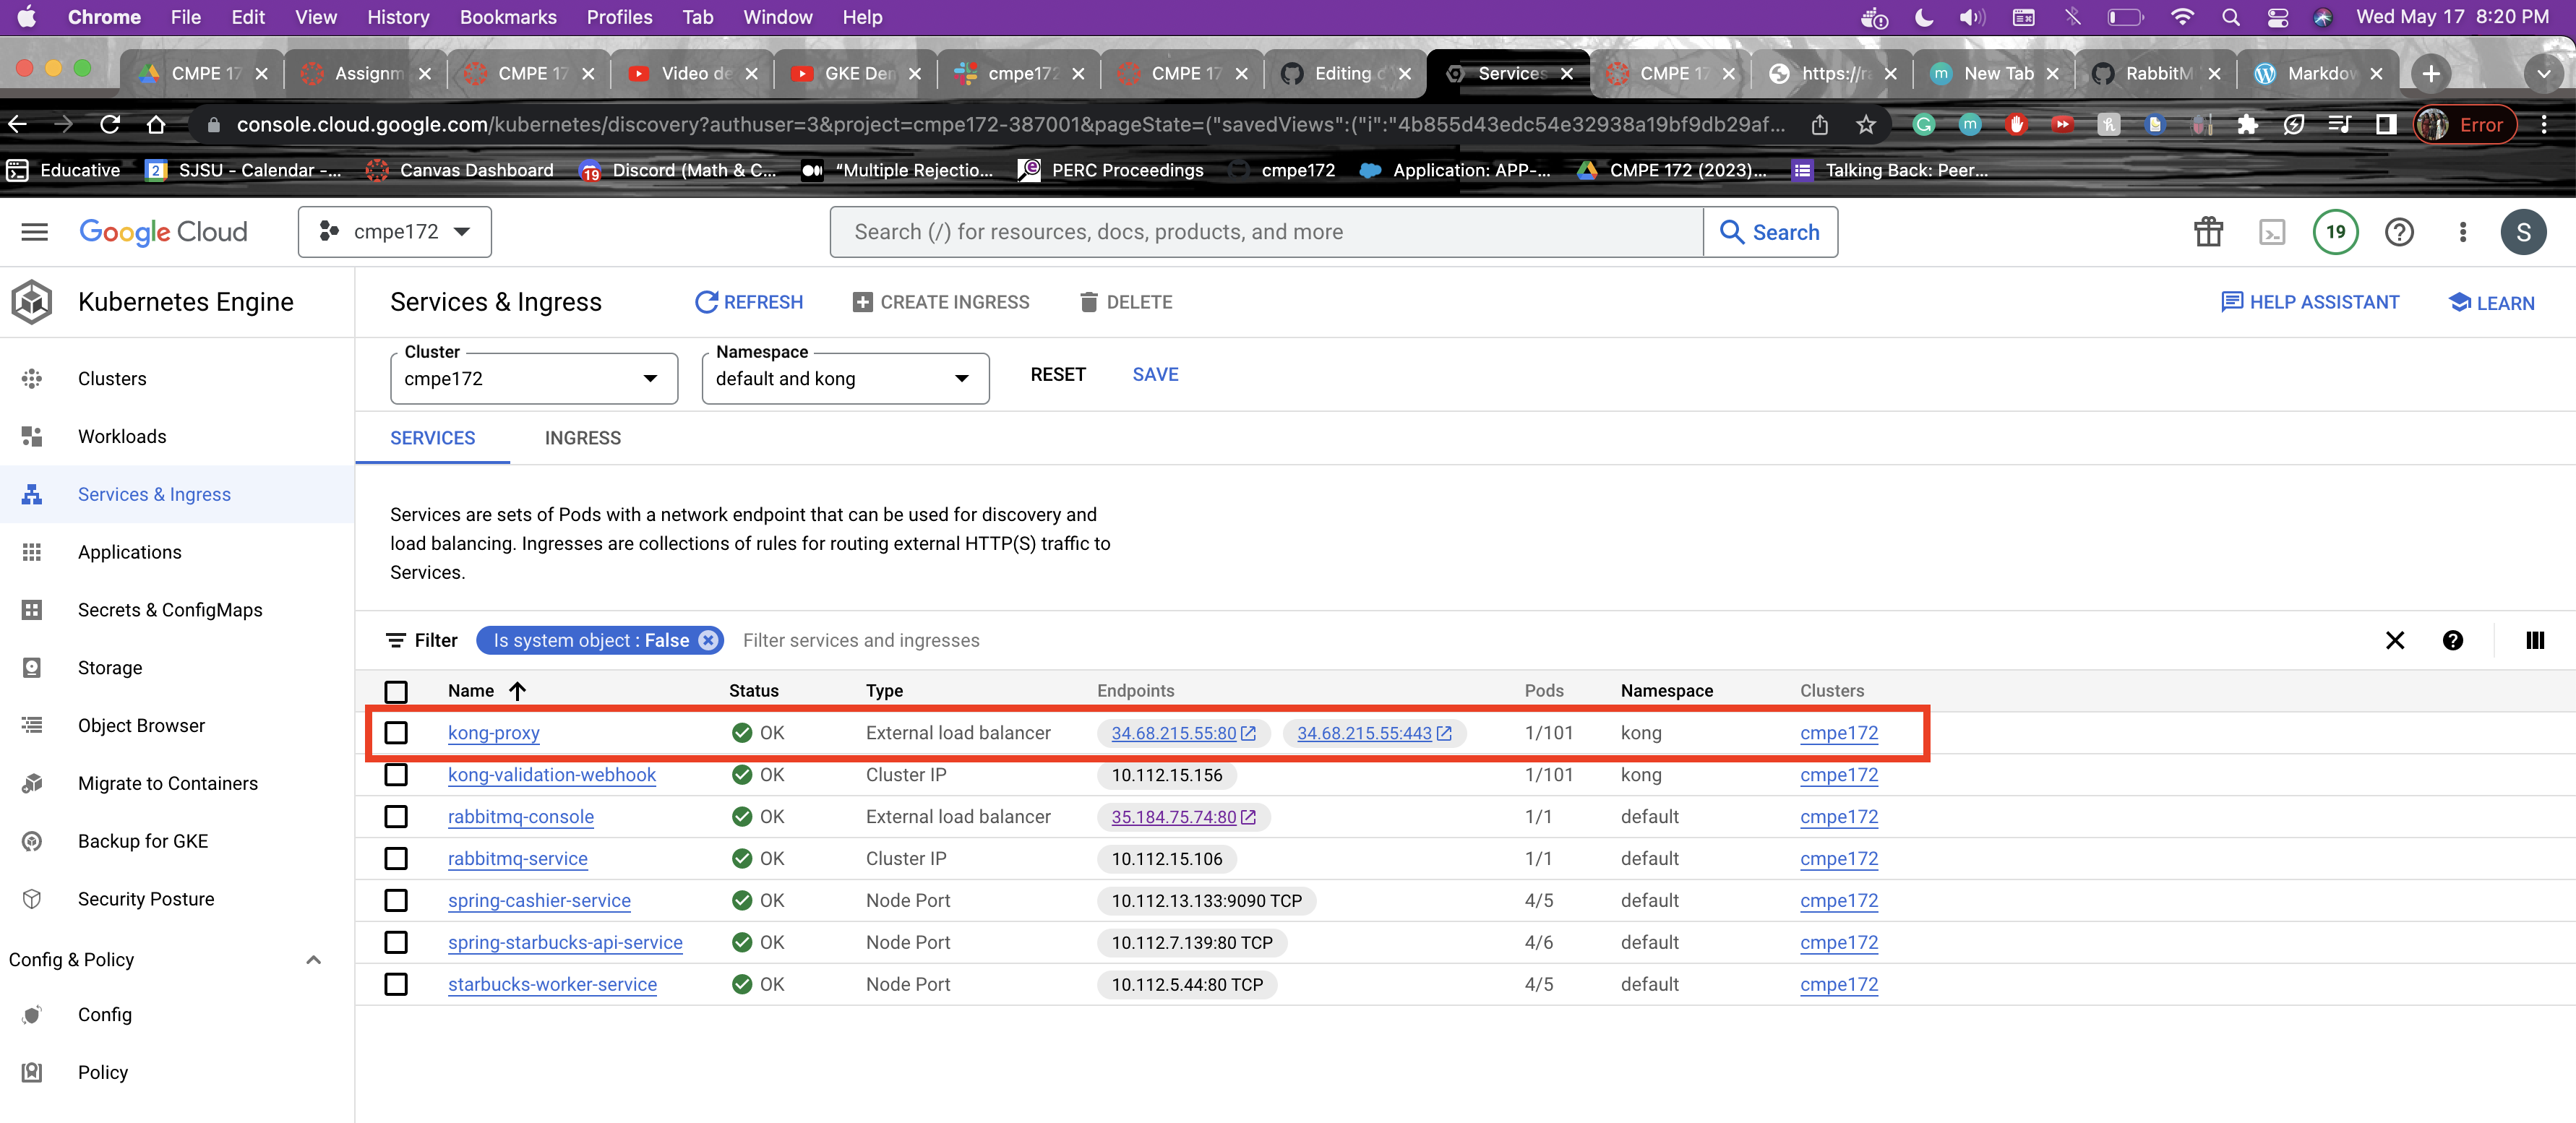 Chrome File Edit View History Bookmarks Profiles Tab Window Help Wed May 17 8:20 PM
CMPE 17 Assignm CMPE 17 Video de GKE Den cmpe172 CMPE 17 Editing Services CMPE 17 https://r New Tab RabbitM Markdo
console.cloud.google.com/kubernetes/discovery?authuser=3&project=cmpe172-387001&pageState=("savedViews":("i":"4b855d43edc54e32938a19bf9db29af... Error
Educative 2 SJSU - Calendar -... Canvas Dashboard 19 Discord (Math & C... "Multiple Rejectio... PERC Proceedings cmpe172 Application: APP-... CMPE 172 (2023)... Talking Back: Peer...
Google Cloud cmpe172 Search (/) for resources, docs, products, and more Search 19 S
Kubernetes Engine Services & Ingress REFRESH CREATE INGRESS DELETE HELP ASSISTANT LEARN
Cluster Namespace
cmpe172 default and kong RESET SAVE
SERVICES INGRESS
Services are sets of Pods with a network endpoint that can be used for discovery and
load balancing. Ingresses are collections of rules for routing external HTTP(S) traffic to
Services.
Clusters
Workloads
Services & Ingress
Applications
Secrets & ConfigMaps
Storage
Object Browser
Migrate to Containers
Backup for GKE
Security Posture
Config & Policy
Config
Policy
Filter Is system object : False Filter services and ingresses
Name Status Type Endpoints Pods Namespace Clusters
kong-proxy OK External load balancer 34.68.215.55:80 34.68.215.55:443 1/101 kong cmpe172
kong-validation-webhook OK Cluster IP 10.112.15.156 1/101 kong cmpe172
rabbitmq-console OK External load balancer 35.184.75.74:80 1/1 default cmpe172
rabbitmq-service OK Cluster IP 10.112.15.106 1/1 default cmpe172
spring-cashier-service OK Node Port 10.112.13.133:9090 TCP 4/5 default cmpe172
spring-starbucks-api-service OK Node Port 10.112.7.139:80 TCP 4/6 default cmpe172
starbucks-worker-service OK Node Port 10.112.5.44:80 TCP 4/5 default cmpe172